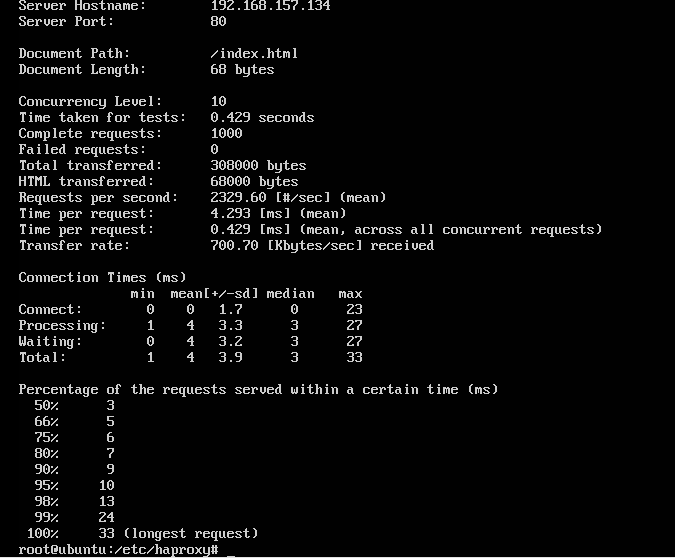 Server Hostname:        192.168.157.134
Server Port:            80
Document Path:          /index.html
Document Length:        68 bytes
Concurrency Level:      10
Time taken for tests:   0.429 seconds
Complete requests:      1000
Failed requests:        0
Total transferred:      308000 bytes
HTML transferred:       68000 bytes
Requests per second:    2329.60 [#/sec] (mean)
Time per request:       4.293 [ms] (mean)
Time per request:       0.429 [ms] (mean, across all concurrent requests)
Transfer rate:          700.70 [Kbytes/sec] received
Connection Times (ms)
              min  mean[+/-sd] median   max
Connect:        0    0   1.7      0      23
Processing:     1    4   3.3      3      27
Waiting:        0    4   3.2      3      27
Total:          1    4   3.9      3      33
Percentage of the requests served within a certain time (ms)
  50%      3
  66%      5
  75%      6
  80%      7
  90%      9
  95%     10
  98%     13
  99%     24
 100%     33 (longest request)
root@ubuntu:/etc/haproxy# _